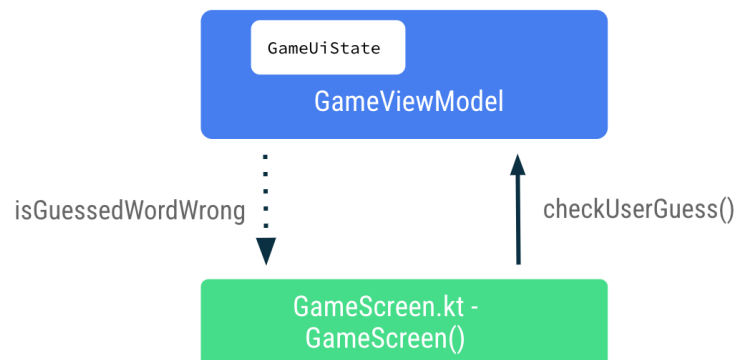 GameUiState
GameViewModel
isGuessedWordWrong
checkUserGuess()
GameScreen.kt -
GameScreen()